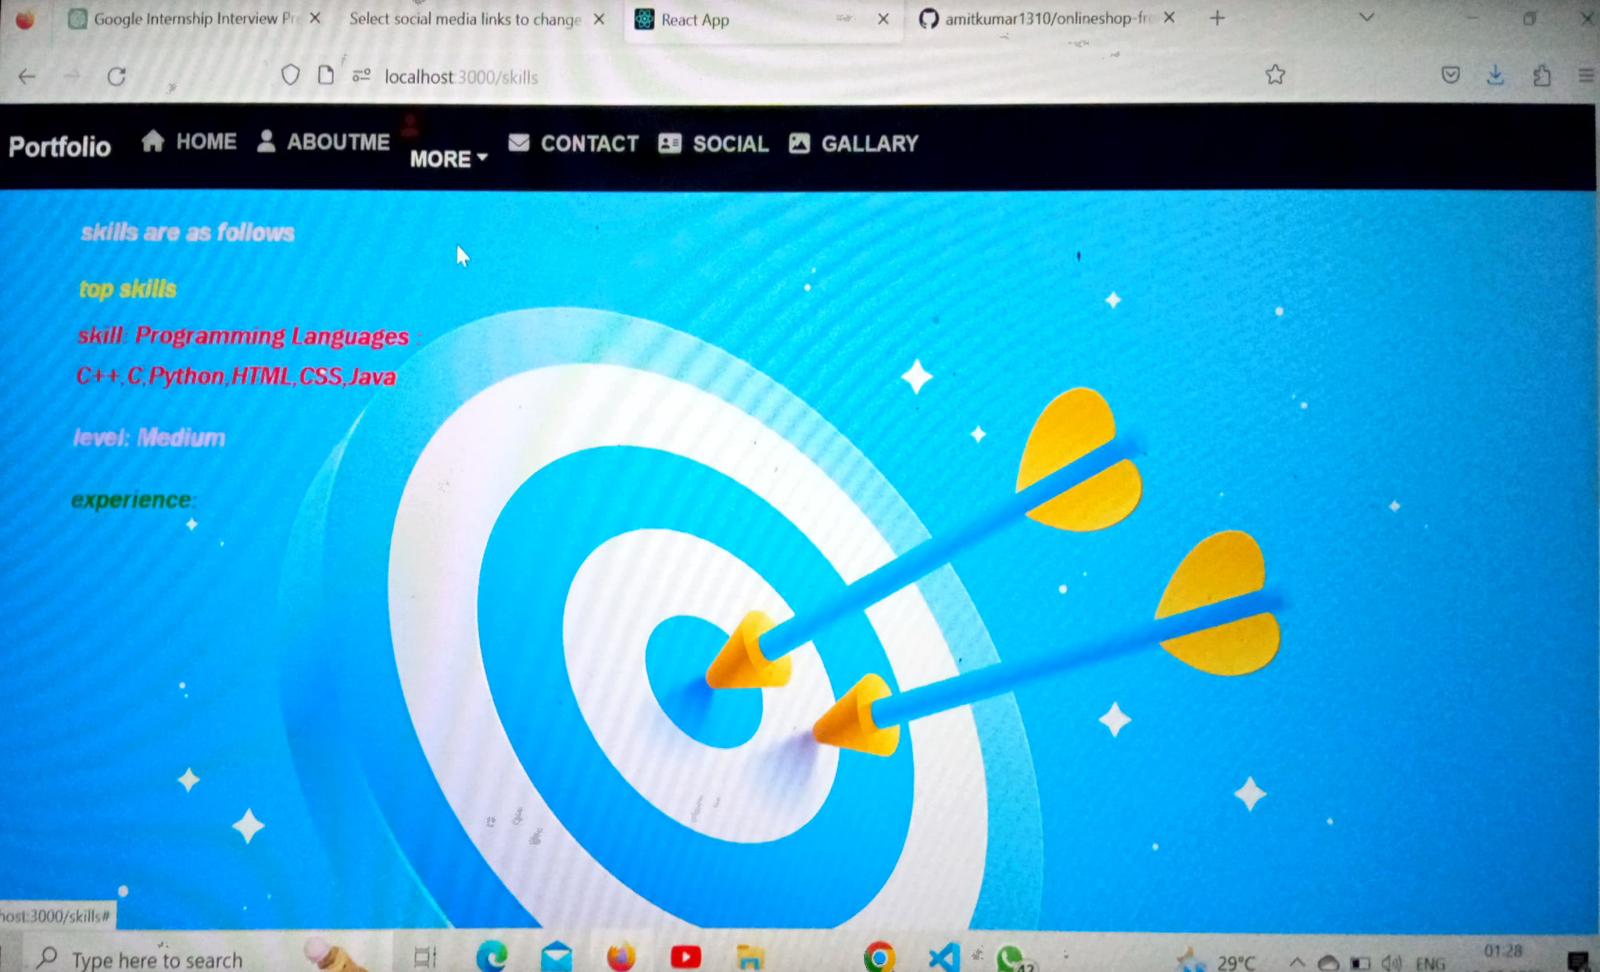 Google Internship Interview Pr
Select social media links to change
React App
amitkumar1310/onlineshop-fr
localhost:3000/skills
Portfolio
HOME
ABOUTME
MORE
CONTACT
SOCIAL
GALLARY
skills are as follows
top skills
skill: Programming Languages :
C++,C,Python,HTML,CSS,Java
level: Medium
experience:
host:3000/skills#
Type here to search
29°C
ENG
01:28